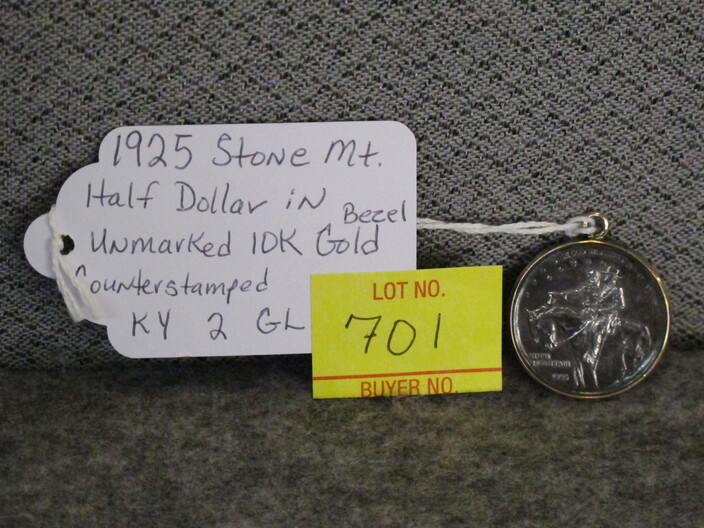 1925 Stone Mt.
Half Dollar in Bezel
Unmarked 10K Gold
Counterstamped
KY 2 GL
LOT NO.
701
BUYER NO.
1925